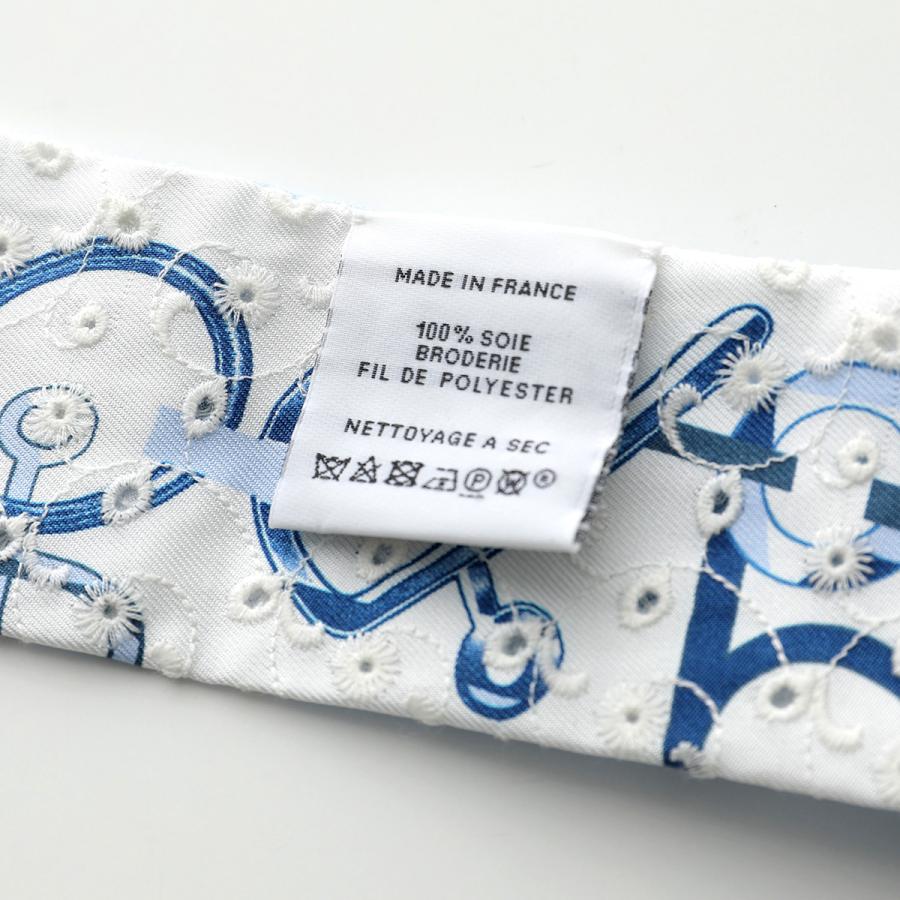 MADE IN FRANCE
100% SOIE
BRODERIE
FIL DE POLYESTER
NETTOYAGE A SEC
P W ®